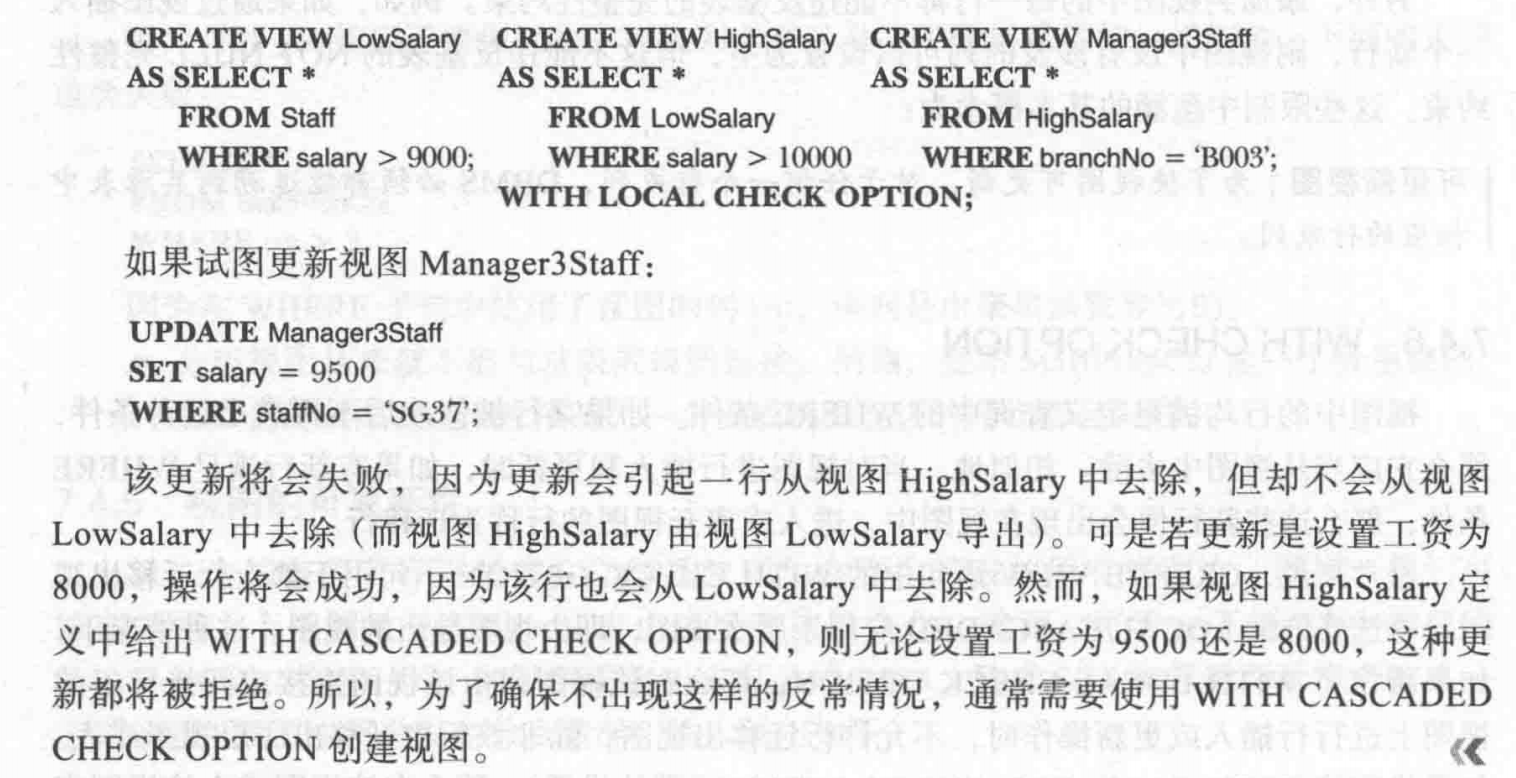 CREATE VIEW LowSalary CREATE VIEW HighSalary CREATE VIEW Manager3Staff
AS SELECT * AS SELECT * AS SELECT *
FROM Staff FROM LowSalary FROM HighSalary
WHERE salary > 9000; WHERE salary > 10000 WHERE branchNo = 'B003';
WITH LOCAL CHECK OPTION;
如果试图更新视图 Manager3Staff：
UPDATE Manager3Staff
SET salary = 9500
WHERE staffNo = 'SG37';
该更新将会失败，因为更新会引起一行从视图 HighSalary 中去除，但却不会从视图
LowSalary 中去除（而视图 HighSalary 由视图 LowSalary 导出）。可是若更新是设置工资为
8000，操作将会成功，因为该行也会从 LowSalary 中去除。然而，如果视图 HighSalary 定
义中给出 WITH CASCADED CHECK OPTION，则无论设置工资为 9500 还是 8000，这种更
新都将被拒绝。所以，为了确保不出现这样的反常情况，通常需要使用 WITH CASCADED
CHECK OPTION 创建视图。